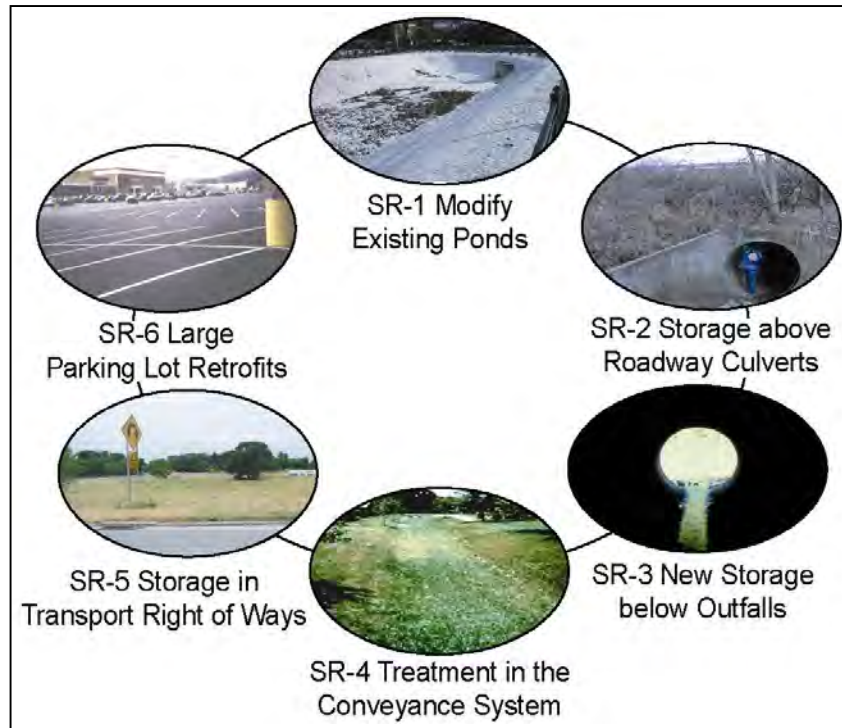 SR-1 Modify
Existing Ponds
SR-2 Storage above
Roadway Culverts
SR-3 New Storage
below Outfalls
SR-4 Treatment in the
Conveyance System
SR-5 Storage in
Transport Right of Ways
SR-6 Large
Parking Lot Retrofits